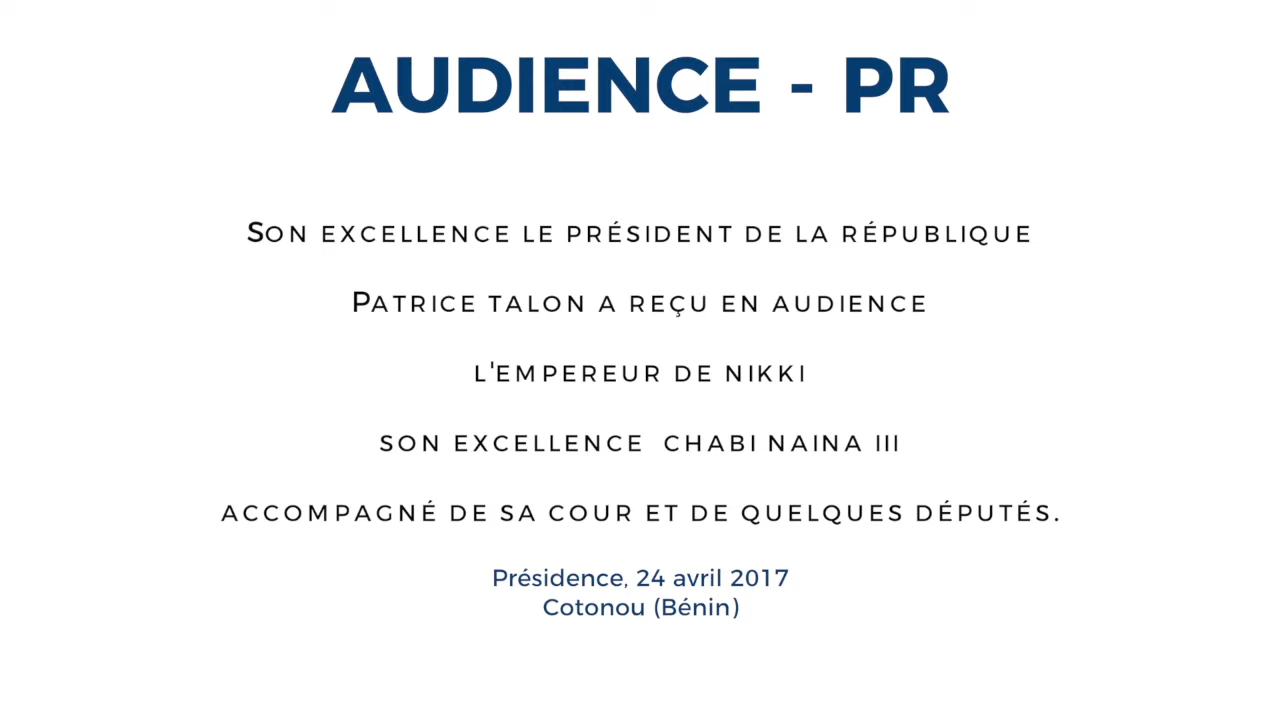 AUDIENCE - PR
SON EXCELLENCE LE PRÉSIDENT DE LA RÉPUBLIQUE
PATRICE TALON A REÇU EN AUDIENCE
L'EMPEREUR DE NIKKI
SON EXCELLENCE CHABI NAINA III
ACCOMPAGNÉ DE SA COUR ET DE QUELQUES DÉPUTÉS.
Présidence, 24 avril 2017
Cotonou (Bénin)